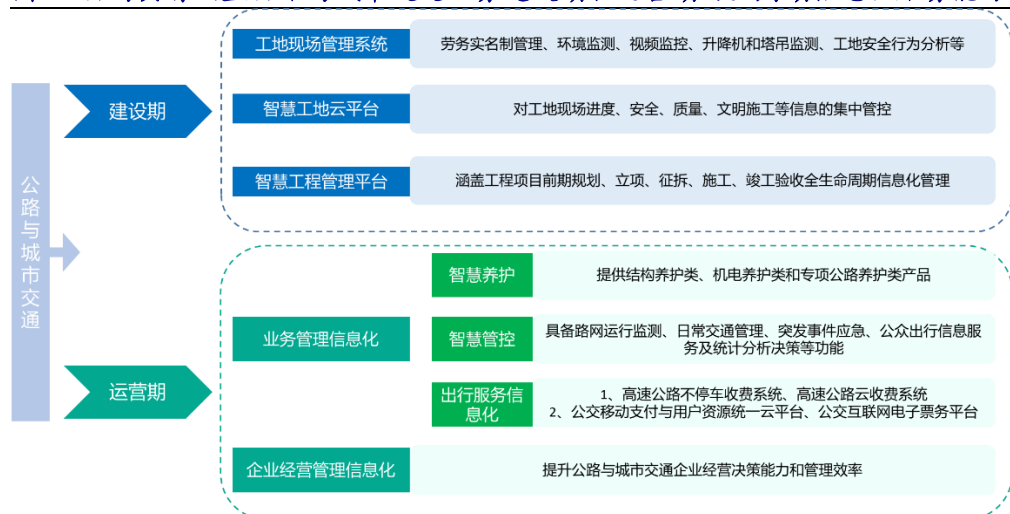 公路与城市交通
建设期
工地现场管理系统
劳务实名制管理、环境监测、视频监控、升降机和塔吊监测、工地安全行为分析等
智慧工地云平台
对工地现场进度、安全、质量、文明施工等信息的集中管控
智慧工程管理平台
涵盖工程项目前期规划、立项、征拆、施工、竣工验收全生命周期信息化管理
运营期
业务管理信息化
智慧养护
提供结构养护类、机电养护类和专项公路养护类产品
智慧管控
具备路网运行监测、日常交通管理、突发事件应急、公众出行信息服
务及统计分析决策等功能
出行服务信
息化
1、高速公路不停车收费系统、高速公路云收费系统
2、公交移动支付与用户资源统一云平台、公交互联网电子票务平台
企业经营管理信息化
提升公路与城市交通企业经营决策能力和管理效率